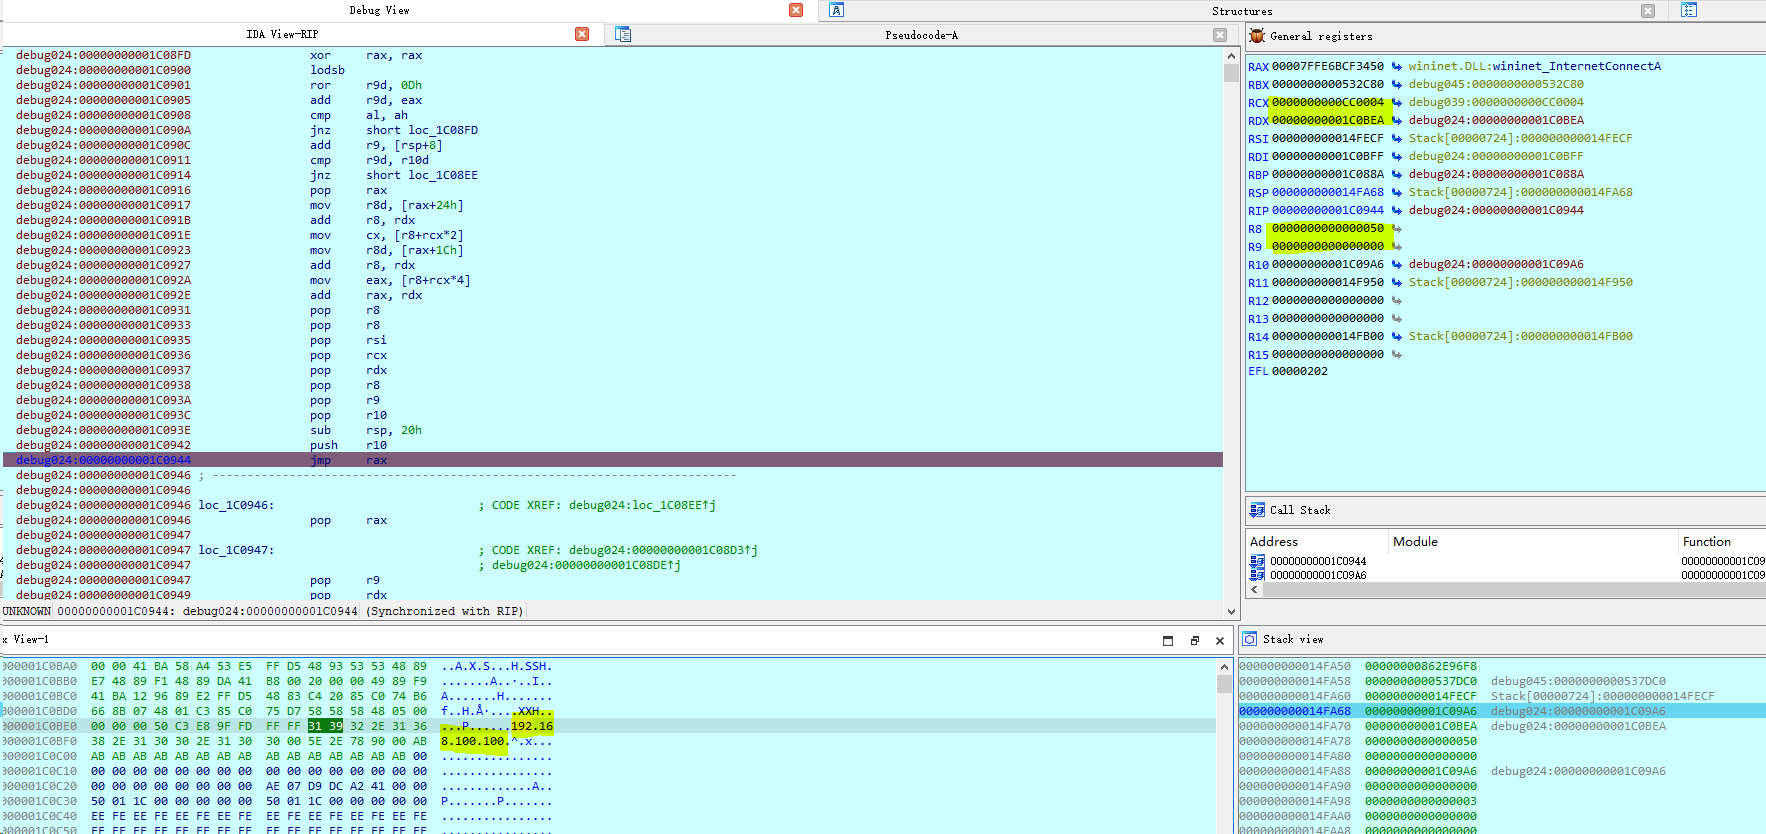 Debug View
Structures
IDA View-RIP
Pseudocode-A
General registers
debug024:00000000001C08FD xor rax, rax
debug024:00000000001C0900 lodsb
debug024:00000000001C0901 ror r9d, 0Dh
debug024:00000000001C0905 add r9d, eax
debug024:00000000001C0908 cmp al, ah
debug024:00000000001C090A jnz short loc_1C08FD
debug024:00000000001C090C add r9, [rsp+8]
debug024:00000000001C0911 cmp r9d, r10d
debug024:00000000001C0914 jnz short loc_1C08EE
debug024:00000000001C0916 pop rax
debug024:00000000001C0917 mov r8d, [rax+24h]
debug024:00000000001C091B add r8, rdx
debug024:00000000001C091E mov cx, [r8+rcx*2]
debug024:00000000001C0923 mov r8d, [rax+1Ch]
debug024:00000000001C0927 add r8, rdx
debug024:00000000001C092A mov eax, [r8+rcx*4]
debug024:00000000001C092E add rax, rdx
debug024:00000000001C0931 pop r8
debug024:00000000001C0933 pop r8
debug024:00000000001C0935 pop rsi
debug024:00000000001C0936 pop rcx
debug024:00000000001C0937 pop rdx
debug024:00000000001C0938 pop r8
debug024:00000000001C093A pop r9
debug024:00000000001C093C pop r10
debug024:00000000001C093E sub rsp, 20h
debug024:00000000001C0942 push r10
debug024:00000000001C0944 jmp rax
debug024:00000000001C0946 ; ---------------------------------------------------------------------------
debug024:00000000001C0946
debug024:00000000001C0946 loc_1C0946: ; CODE XREF: debug024:loc_1C08EE↑j
debug024:00000000001C0946 pop rax
debug024:00000000001C0947
debug024:00000000001C0947 loc_1C0947: ; CODE XREF: debug024:00000000001C08D3↑j
debug024:00000000001C0947 ; debug024:00000000001C08DE↑j
debug024:00000000001C0947 pop r9
debug024:00000000001C0949 pop rdx
UNKNOWN 00000000001C0944: debug024:00000000001C0944 (Synchronized with RIP)
RAX 00007FFE6BCF3450 wininet.DLL:wininet_InternetConnectA
RBX 0000000000532C80 debug045:0000000000532C80
RCX 0000000000CC0004 debug039:0000000000CC0004
RDX 00000000001C0BEA debug024:00000000001C0BEA
RSI 000000000014FECF Stack[00000724]:000000000014FECF
RDI 00000000001C0BFF debug024:00000000001C0BFF
RBP 00000000001C088A debug024:00000000001C088A
RSP 000000000014FA68 Stack[00000724]:000000000014FA68
RIP 00000000001C0944 debug024:00000000001C0944
R8 0000000000000050
R9 0000000000000000
R10 00000000001C09A6 debug024:00000000001C09A6
R11 000000000014F950 Stack[00000724]:000000000014F950
R12 0000000000000000
R13 0000000000000000
R14 000000000014FB00 Stack[00000724]:000000000014FB00
R15 0000000000000000
EFL 00000202
Call Stack
Address Module Function
00000000001C0944 00000000001C09
00000000001C09A6 00000000001C09
x View-1
000001C0BA0 00 00 41 BA 58 A4 53 E5 FF D5 48 93 53 53 48 89 ..A.X.S...H.SSH.
000001C0BB0 E7 48 89 F1 48 89 DA 41 B8 00 20 00 00 49 89 F9 .H..H..A.. ..I..
000001C0BC0 41 BA 12 96 89 E2 FF D5 48 83 C4 20 85 C0 74 B6 A.......H.......
000001C0BD0 66 8B 07 48 01 C3 85 C0 75 D7 58 58 58 48 05 00 f..H.Å·....XXH..
000001C0BE0 00 00 00 50 C3 E8 9F FD FF FF 31 39 32 2E 31 36 ...P......192.16
000001C0BF0 38 2E 31 30 30 2E 31 30 30 00 5E 2E 78 90 00 AB 8.100.100.^.x...
000001C0C00 AB AB AB AB AB AB AB AB AB AB AB AB AB AB AB 00 ................
000001C0C10 00 00 00 00 00 00 00 00 00 00 00 00 00 00 00 00 ................
000001C0C20 00 00 00 00 00 00 00 00 AE 07 D9 DC A2 41 00 00 .............A..
000001C0C30 50 01 1C 00 00 00 00 00 50 01 1C 00 00 00 00 00 P.......P.......
000001C0C40 EE FE EE FE EE FE EE FE EE FE EE FE EE FE EE FE ................
000001C0C50 EE FE EE FE EE FE EE FE EE FE EE FE EE FE EE FE ................
Stack view
000000000014FA50 00000000862E96F8
000000000014FA58 0000000000537DC0 debug045:0000000000537DC0
000000000014FA60 000000000014FECF Stack[00000724]:000000000014FECF
000000000014FA68 00000000001C09A6 debug024:00000000001C09A6
000000000014FA70 00000000001C0BEA debug024:00000000001C0BEA
000000000014FA78 0000000000000050
000000000014FA80 0000000000000000
000000000014FA88 00000000001C09A6 debug024:00000000001C09A6
000000000014FA90 0000000000000000
000000000014FA98 0000000000000003
000000000014FAA0 0000000000000000
000000000014FAA8 0000000000000000